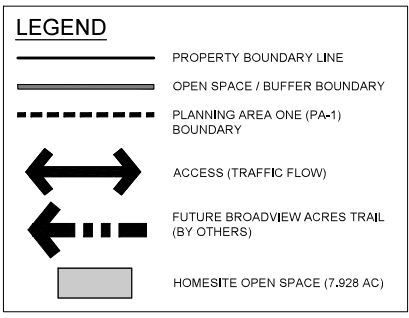 LEGEND
PROPERTY BOUNDARY LINE
OPEN SPACE / BUFFER BOUNDARY
PLANNING AREA ONE (PA-1)
BOUNDARY
ACCESS (TRAFFIC FLOW)
FUTURE BROADVIEW ACRES TRAIL
(BY OTHERS)
HOMESITE OPEN SPACE (7.928 AC)